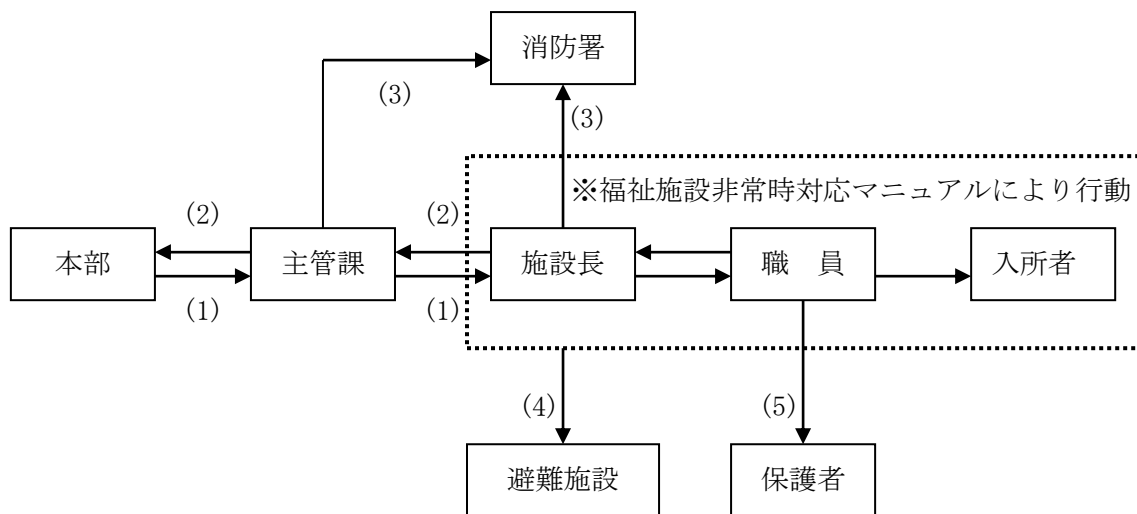 消防署
(3)
(3)
※福祉施設非常時対応マニュアルにより行動
(2)
(2)
本部
主管課
施設長
職　員
入所者
(1)
(1)
(4)
(5)
避難施設
保護者